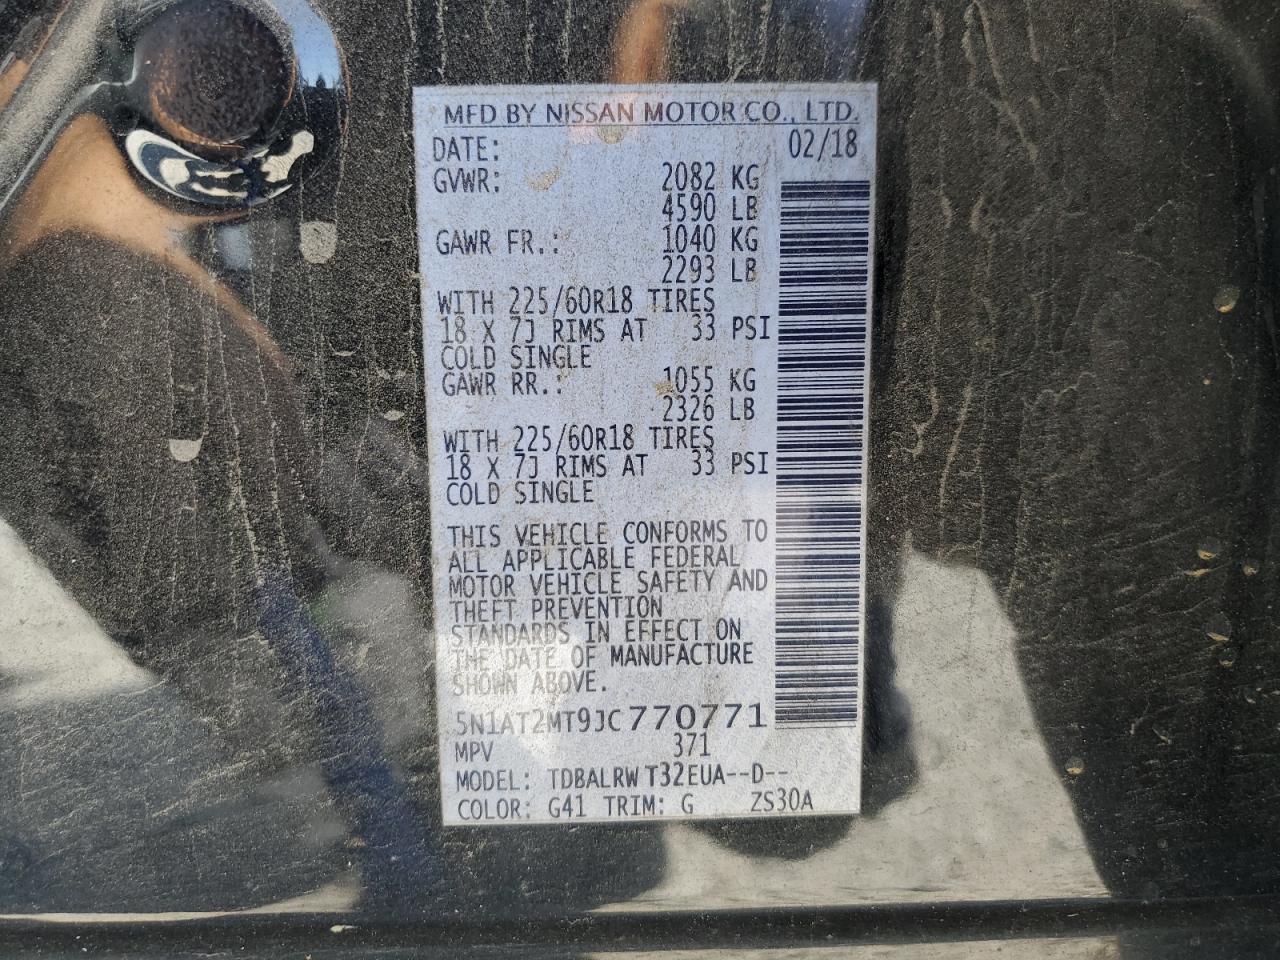 MFD BY NISSAN MOTOR CO., LTD.
DATE: 02/18
GVWR: 2082 KG
4590 LB
GAWR FR.: 1040 KG
2293 LB
WITH 225/60R18 TIRES
18 X 7J RIMS AT 33 PSI
COLD SINGLE
GAWR RR.: 1055 KG
2326 LB
WITH 225/60R18 TIRES
18 X 7J RIMS AT 33 PSI
COLD SINGLE
THIS VEHICLE CONFORMS TO
ALL APPLICABLE FEDERAL
MOTOR VEHICLE SAFETY AND
THEFT PREVENTION
STANDARDS IN EFFECT ON
THE DATE OF MANUFACTURE
SHOWN ABOVE.
5N1AT2MT9JC770771
MPV 371
MODEL: TDBALRW T32EUA--D--
COLOR: G41 TRIM: G ZS30A